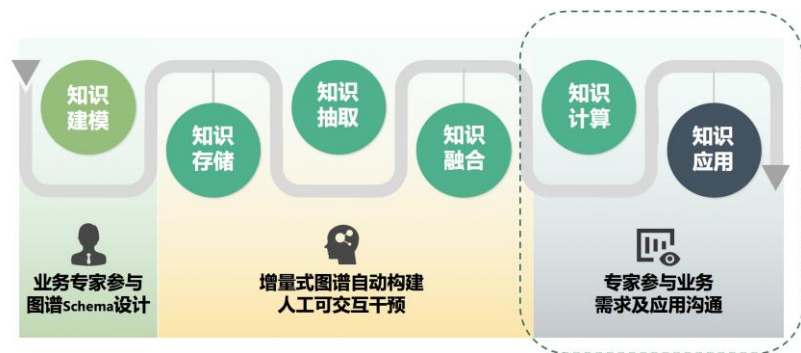 知识
建模
知识
存储
知识
抽取
知识
融合
知识
计算
知识
应用
业务专家参与
图谱Schema设计
增量式图谱自动构建
人工可交互干预
专家参与业务
需求及应用沟通